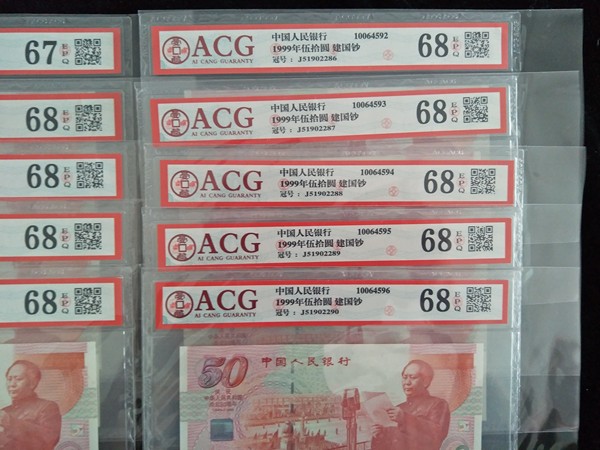 67 EPQ
68 EPQ
68 EPQ
68 EPQ
68 EPQ
ACG
AI CANG GUARANTY
中国人民银行 10064592
1999年伍拾圆 建国钞
冠号 : J51902286
68 EPQ
ACG
AI CANG GUARANTY
中国人民银行 10064593
1999年伍拾圆 建国钞
冠号 : J51902287
68 EPQ
ACG
AI CANG GUARANTY
中国人民银行 10064594
1999年伍拾圆 建国钞
冠号 : J51902288
68 EPQ
ACG
AI CANG GUARANTY
中国人民银行 10064595
1999年伍拾圆 建国钞
冠号 : J51902289
68 EPQ
ACG
AI CANG GUARANTY
中国人民银行 10064596
1999年伍拾圆 建国钞
冠号 : J51902290
68 EPQ
50 中国人民银行